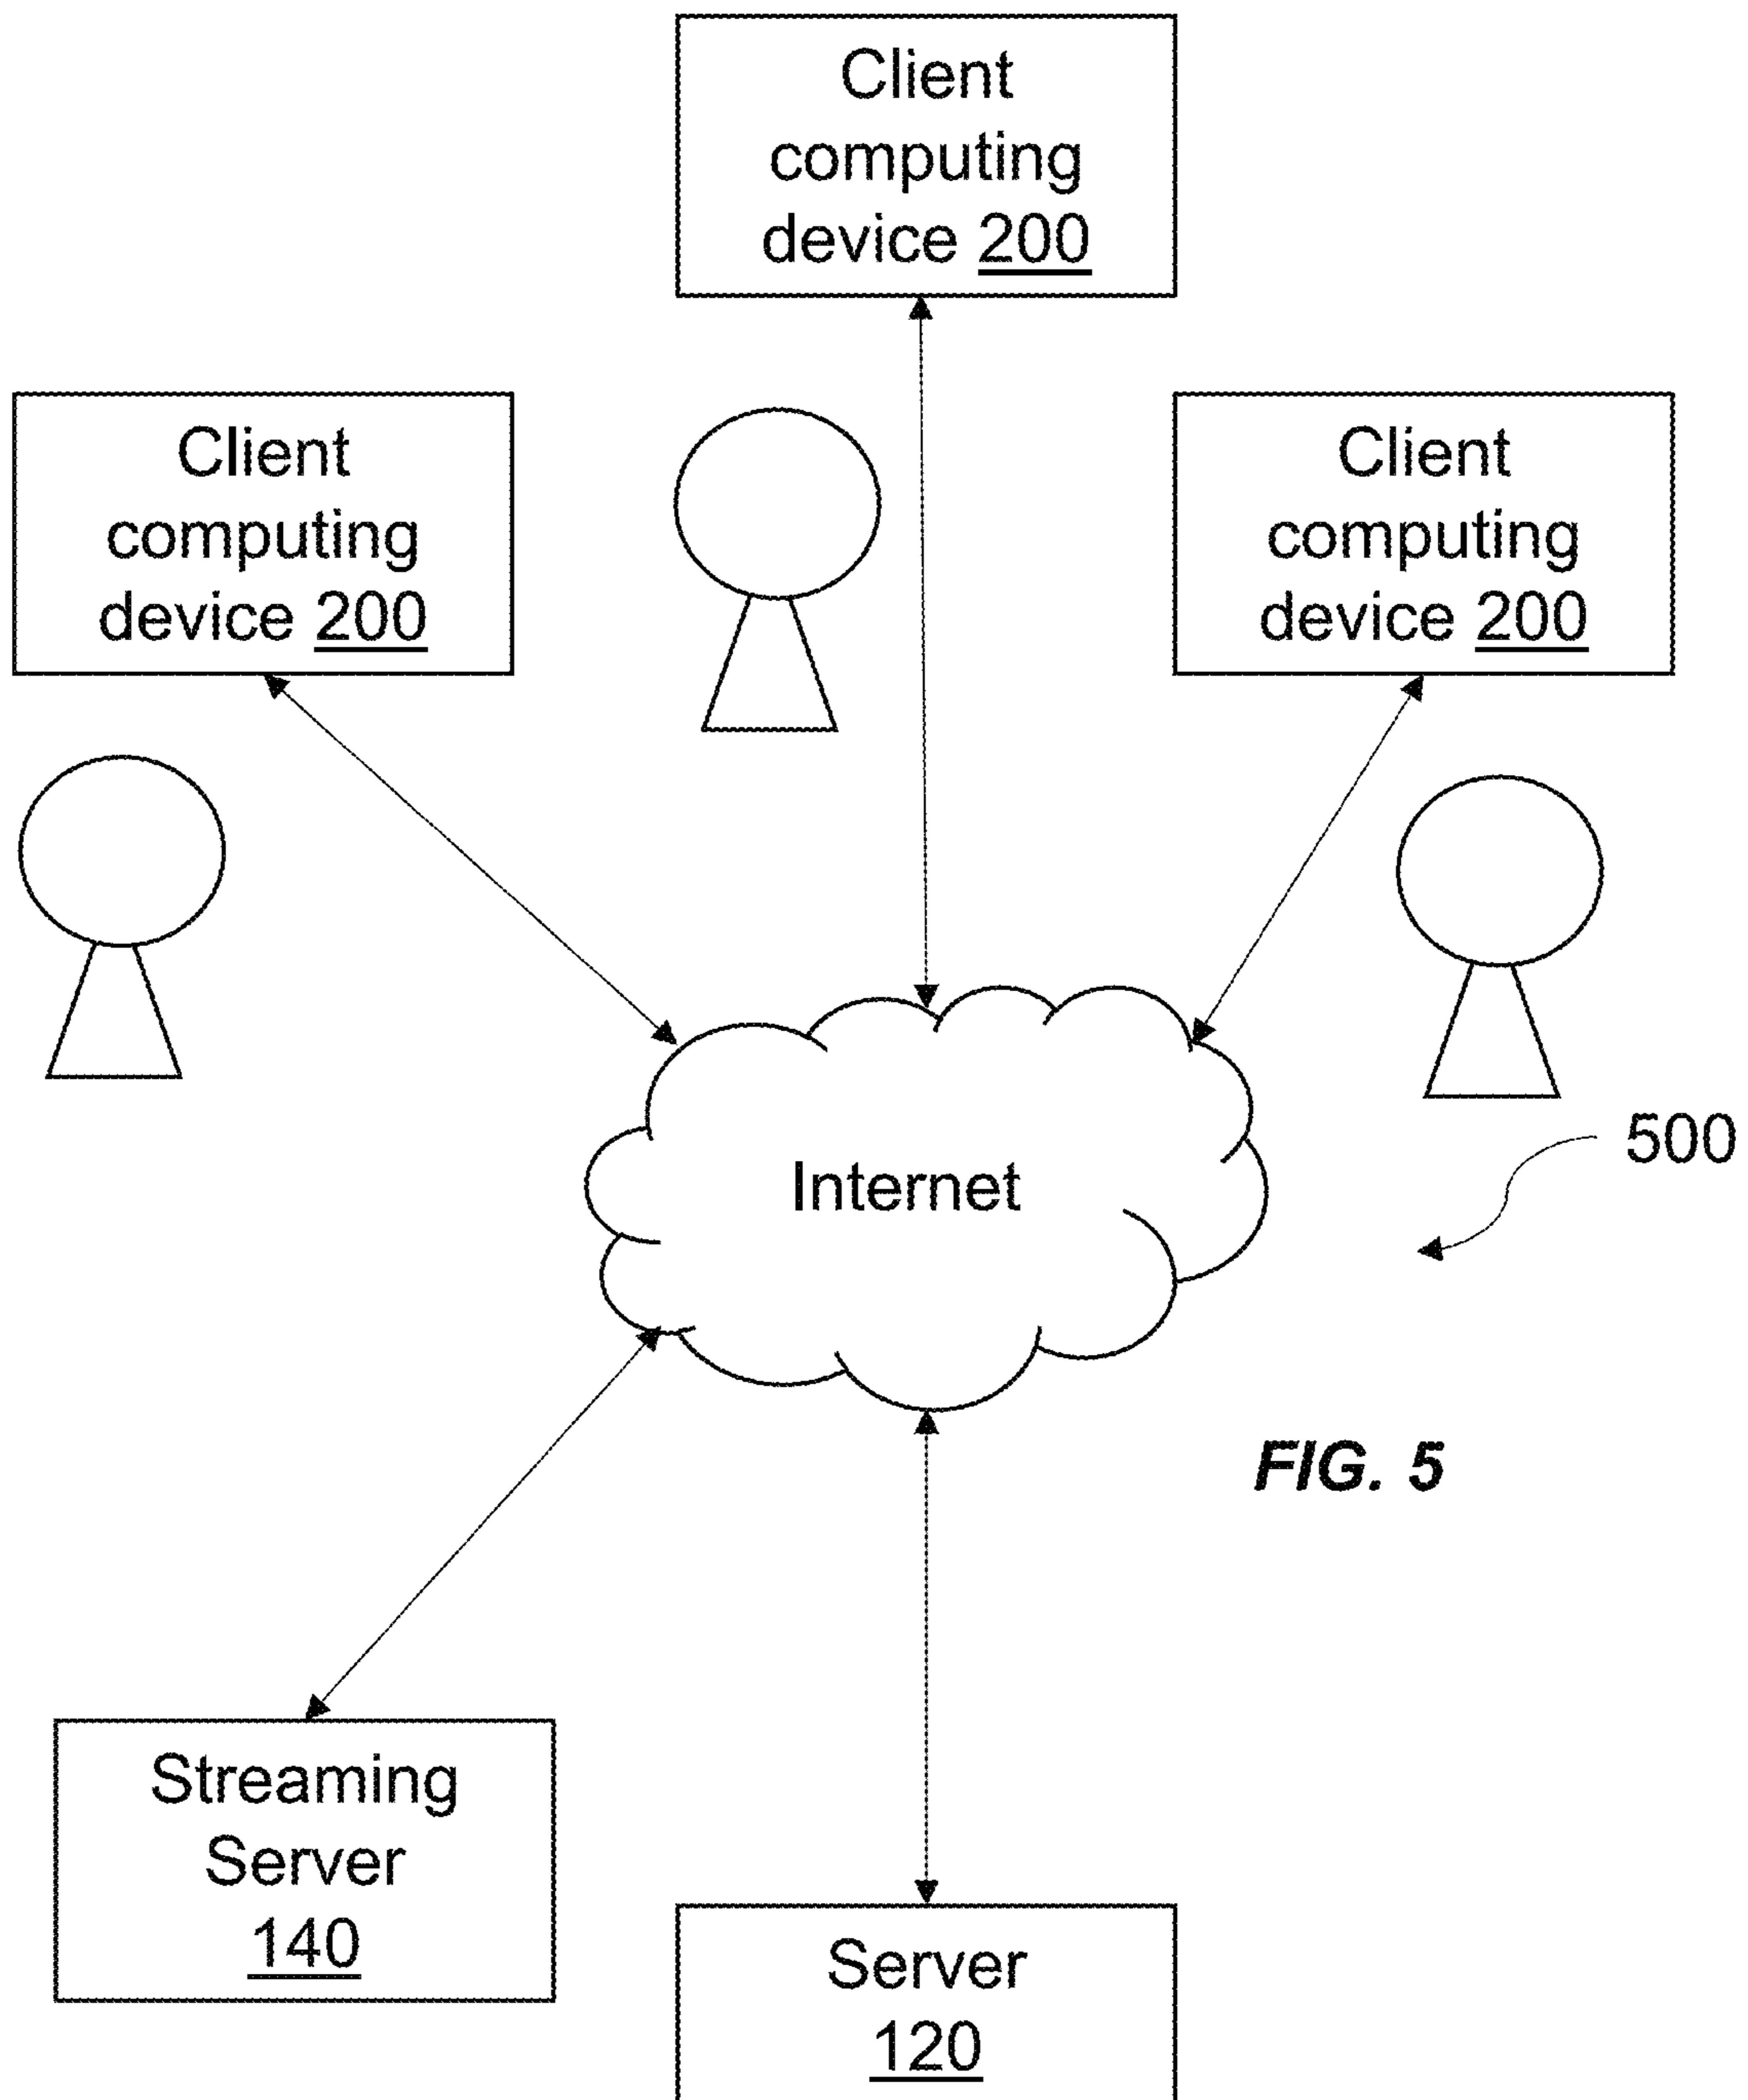 Client
computing
device 200
Client
computing
device 200
Client
computing
device 200
Internet
500
FIG. 5
Streaming
Server
140
Server
120